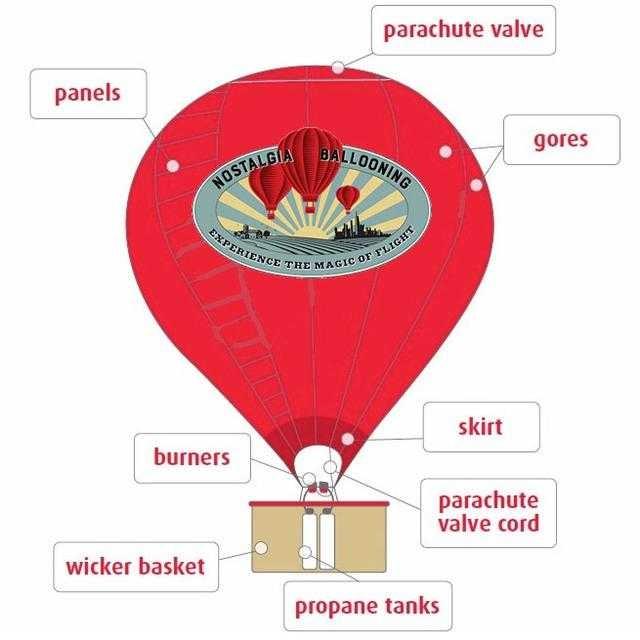 parachute valve
panels
gores
NOSTALGIA BALLOONING
EXPERIENCE THE MAGIC OF FLIGHT
skirt
burners
parachute
valve cord
wicker basket
propane tanks